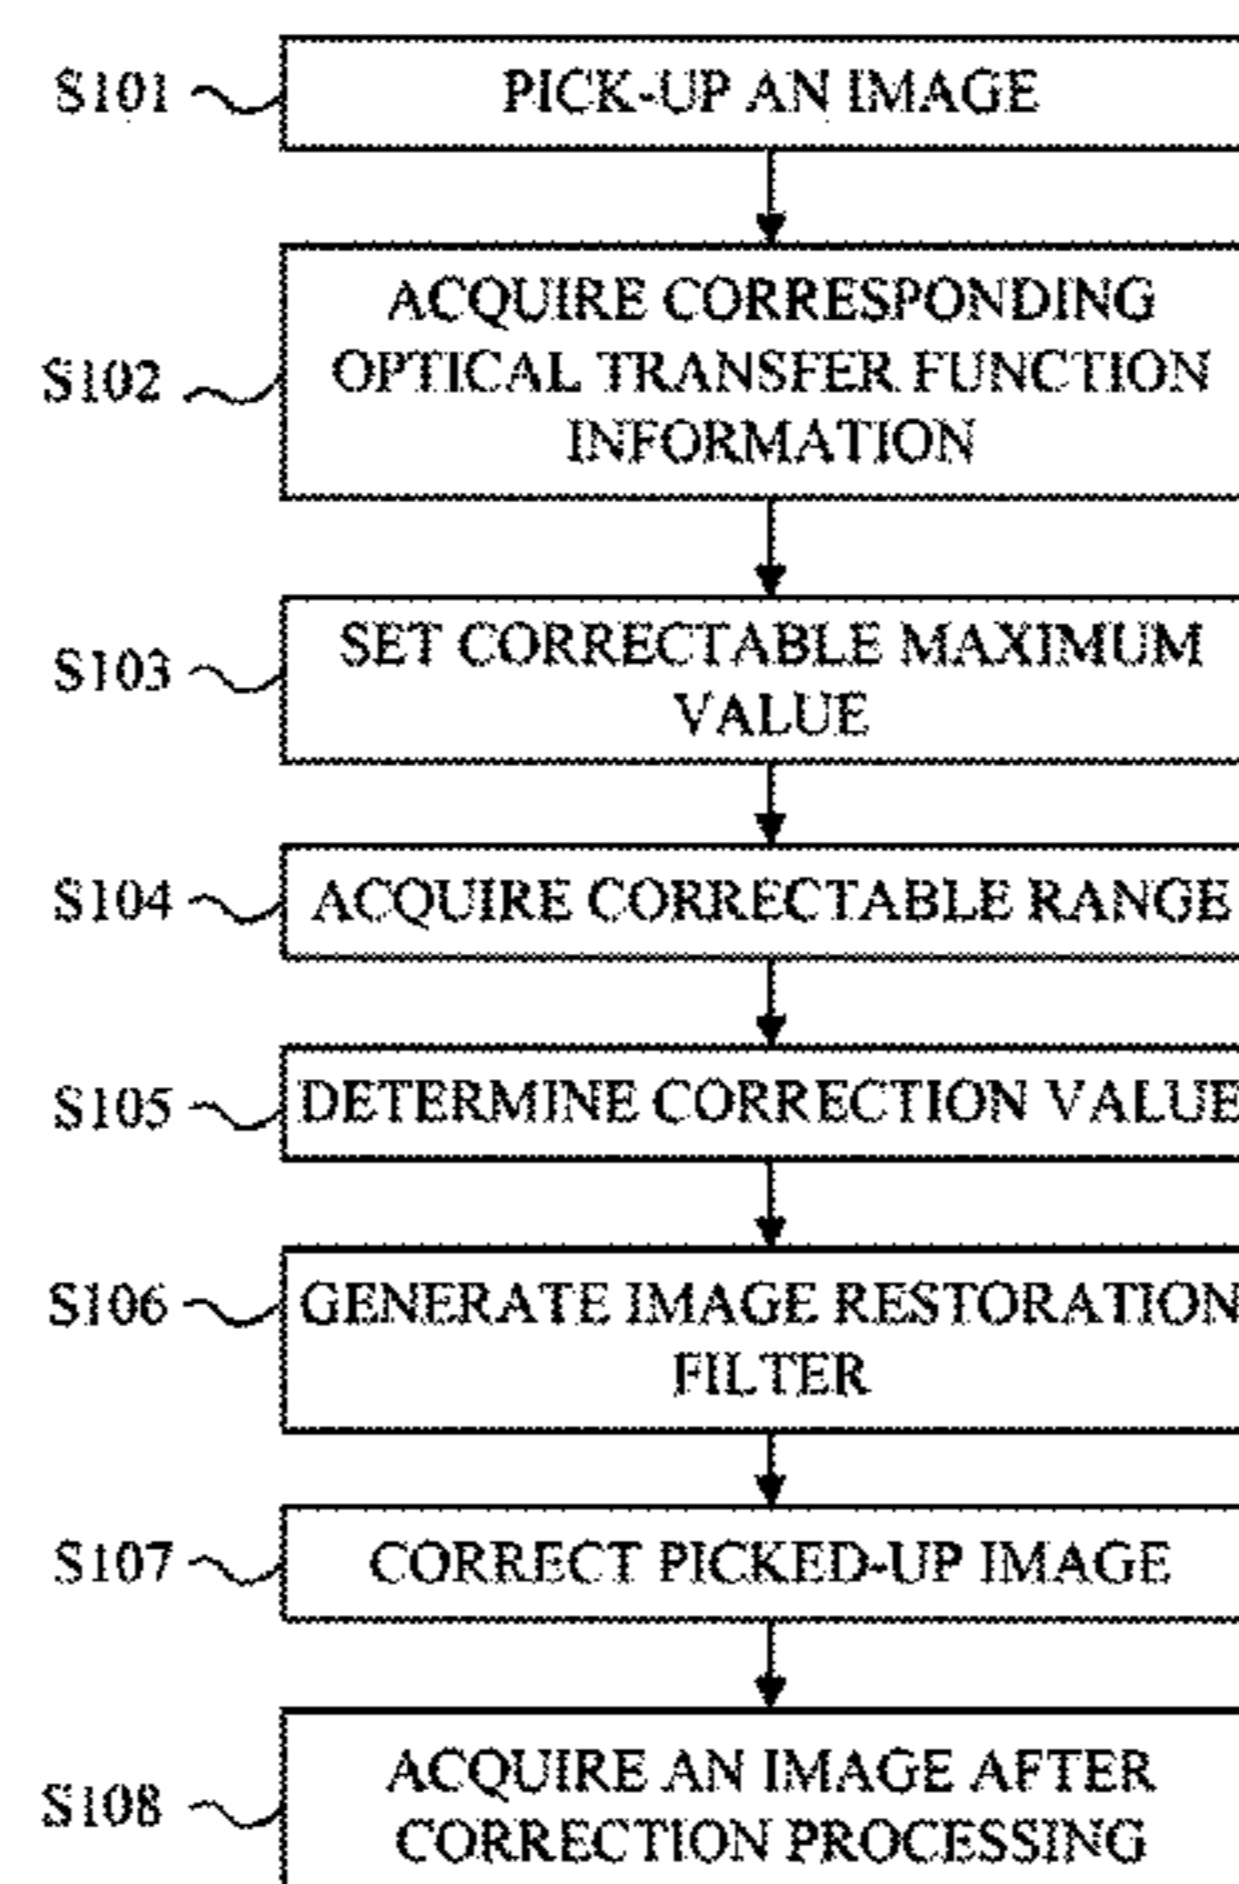 S101
PICK-UP AN IMAGE
S102
ACQUIRE CORRESPONDING
OPTICAL TRANSFER FUNCTION
INFORMATION
S103
SET CORRECTABLE MAXIMUM
VALUE
S104
ACQUIRE CORRECTABLE RANGE
S105
DETERMINE CORRECTION VALUE
S106
GENERATE IMAGE RESTORATION
FILTER
S107
CORRECT PICKED-UP IMAGE
S108
ACQUIRE AN IMAGE AFTER
CORRECTION PROCESSING